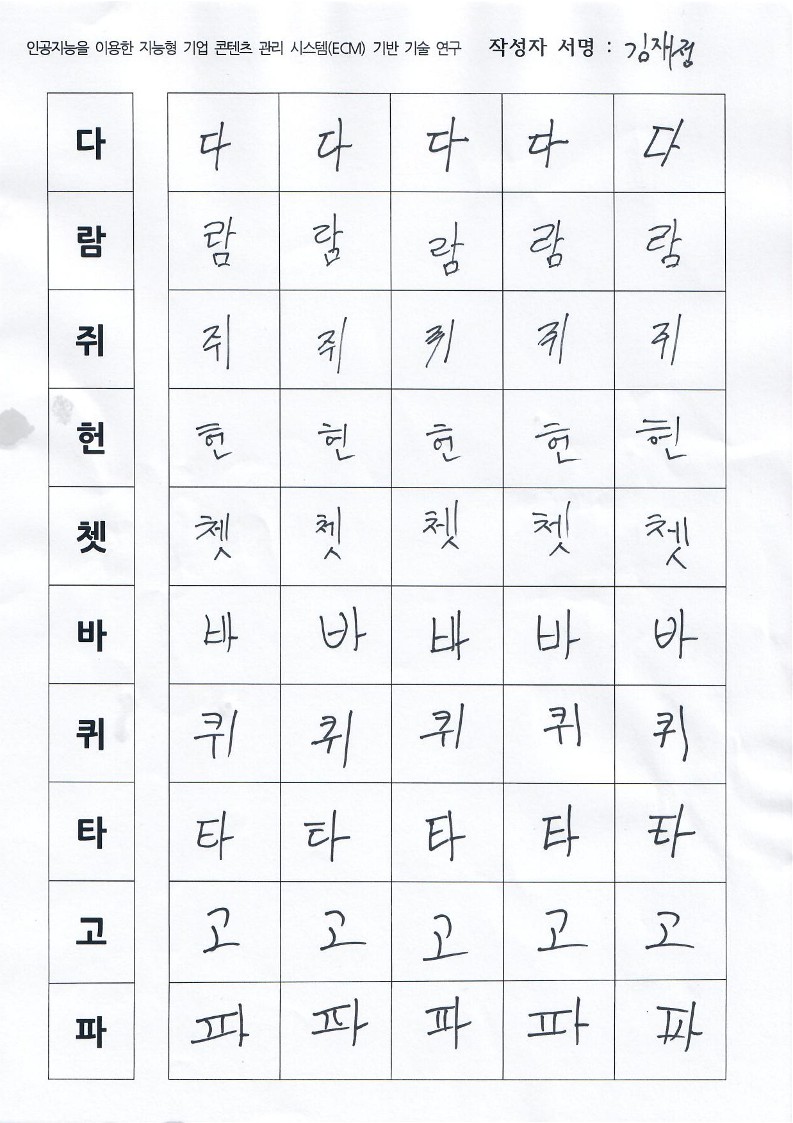 인공지능을 이용한 지능형 기업 콘텐츠 관리 시스템(ECM) 기반 기술 연구 작성자 서명 : 김재정
다 다 다 다 다 다
람 람 람 람 람 람
쥐 쥐 쥐 쥐 쥐 쥐
헌 헌 헌 헌 헌 헌
쳇 쳇 쳇 쳇 쳇 쳇
바 바 바 바 바 바
퀴 퀴 퀴 퀴 퀴 퀴
타 타 타 타 타 타
고 고 고 고 고 고
파 파 파 파 파 파